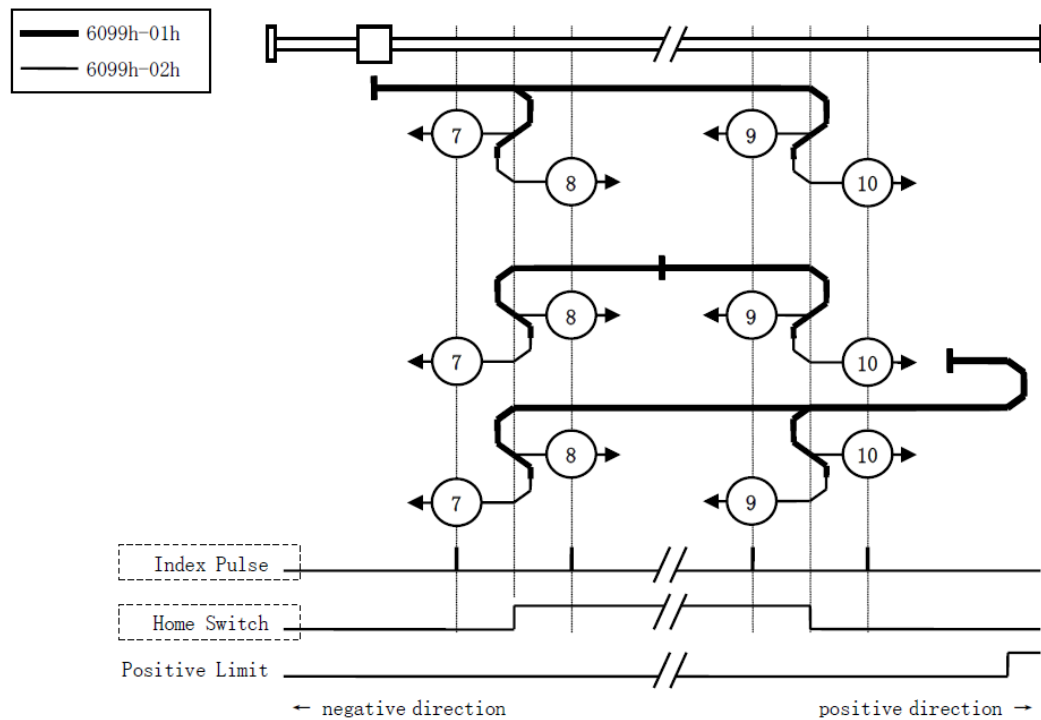 6099h-01h
6099h-02h
7
9
8
10
8
9
7
10
8
10
7
9
Index Pulse
Home Switch
Positive Limit
← negative direction
positive direction →